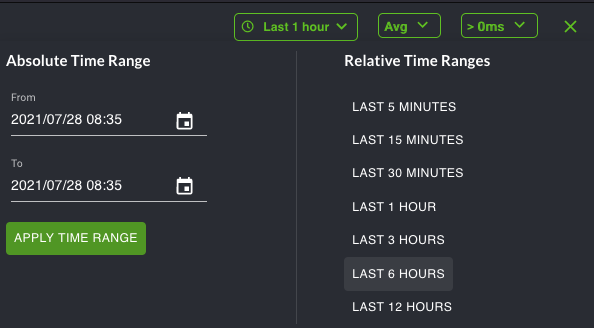 Last 1 hour Avg > 0ms
Absolute Time Range
From
2021/07/28 08:35
To
2021/07/28 08:35
APPLY TIME RANGE
Relative Time Ranges
LAST 5 MINUTES
LAST 15 MINUTES
LAST 30 MINUTES
LAST 1 HOUR
LAST 3 HOURS
LAST 6 HOURS
LAST 12 HOURS